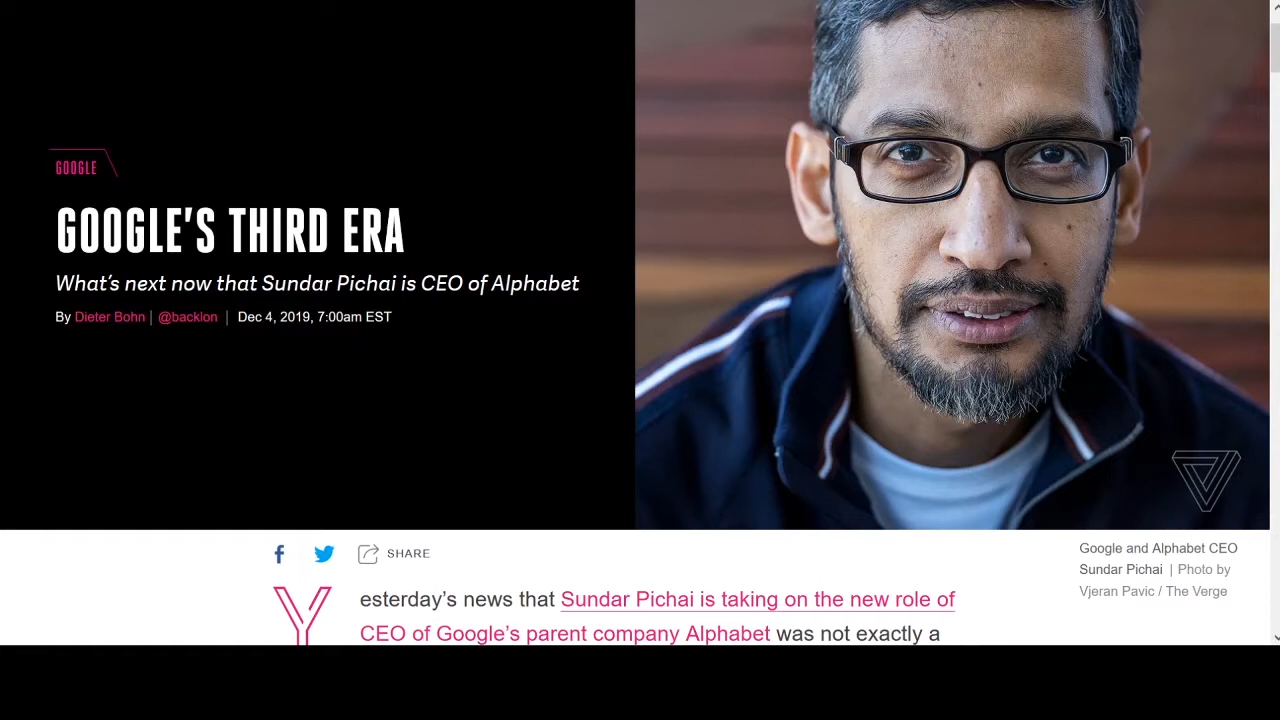 GOOGLE
GOOGLE'S THIRD ERA
What's next now that Sundar Pichai is CEO of Alphabet
By Dieter Bohn | @backlon | Dec 4, 2019, 7:00am EST
SHARE
Google and Alphabet CEO
Sundar Pichai | Photo by
Vjeran Pavic / The Verge
Yesterday's news that Sundar Pichai is taking on the new role of
CEO of Google's parent company Alphabet was not exactly a